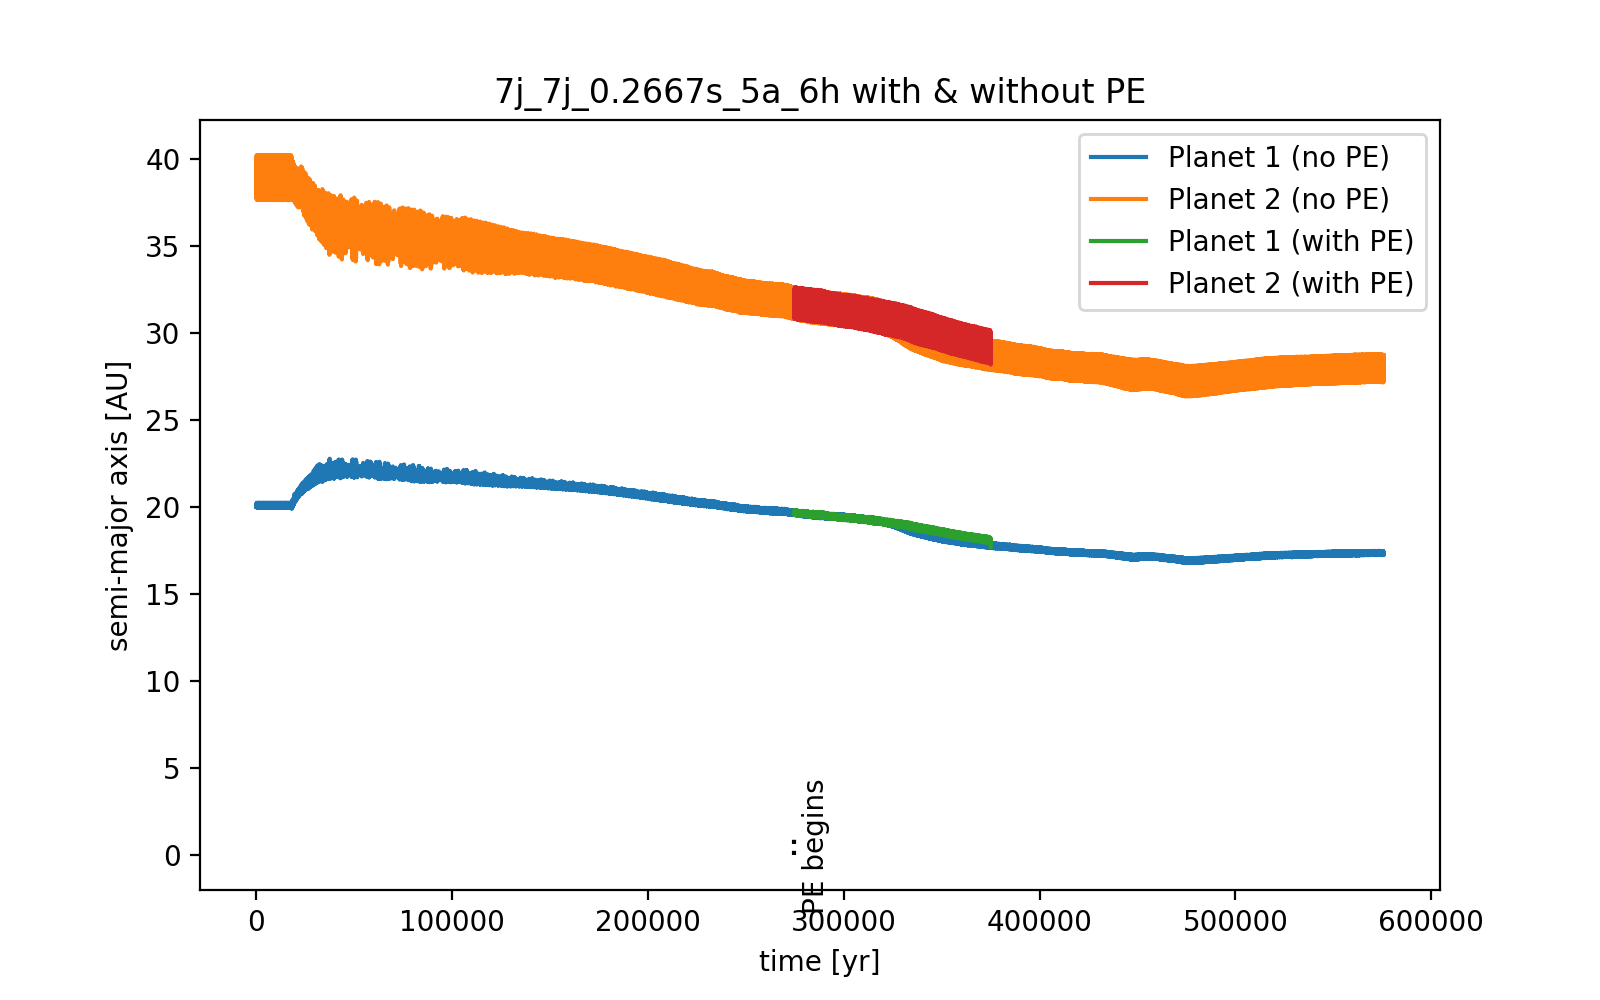 7j_7j_0.2667s_5a_6h with & without PE
Planet 1 (no PE)
Planet 2 (no PE)
Planet 1 (with PE)
Planet 2 (with PE)
semi-major axis [AU]
40
35
30
25
20
15
10
5
0
PE begins
0
100000
200000
300000
400000
500000
600000
time [yr]